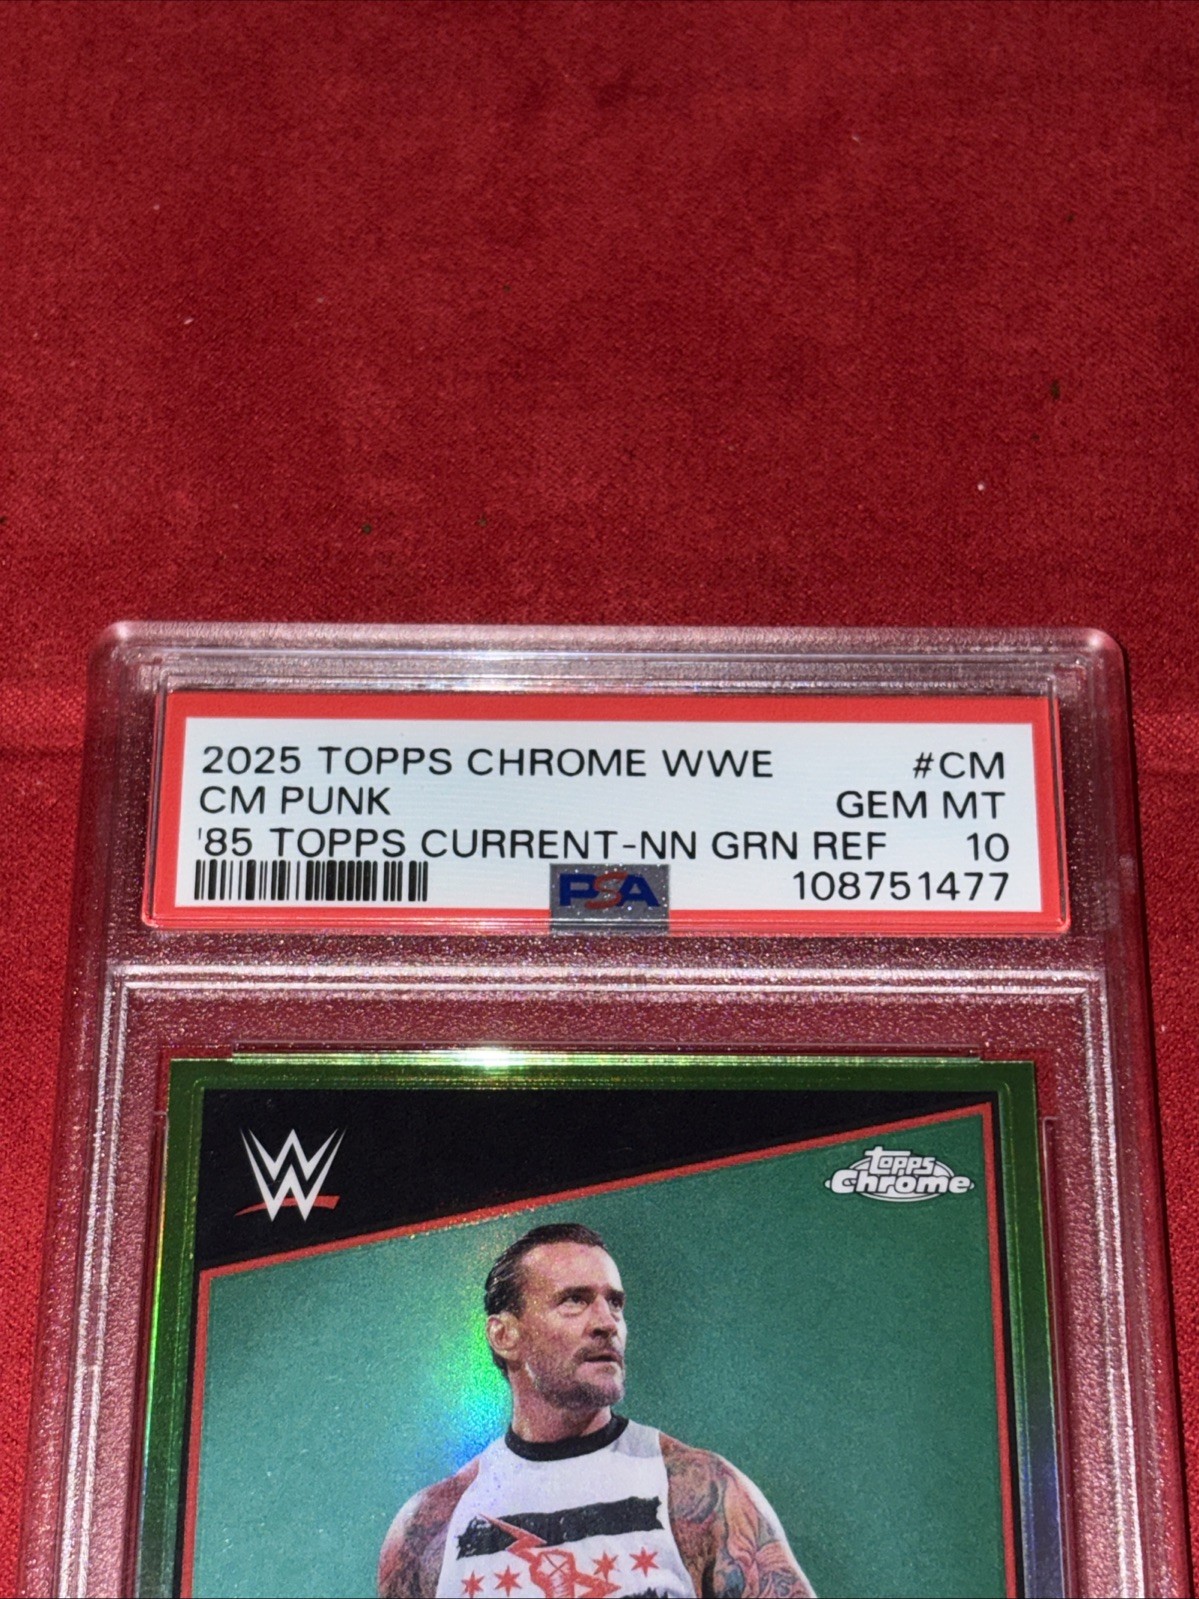 2025 TOPPS CHROME WWE #CM
CM PUNK GEM MT
'85 TOPPS CURRENT-NN GRN REF 10
PSA 108751477
W
topps
Chrome